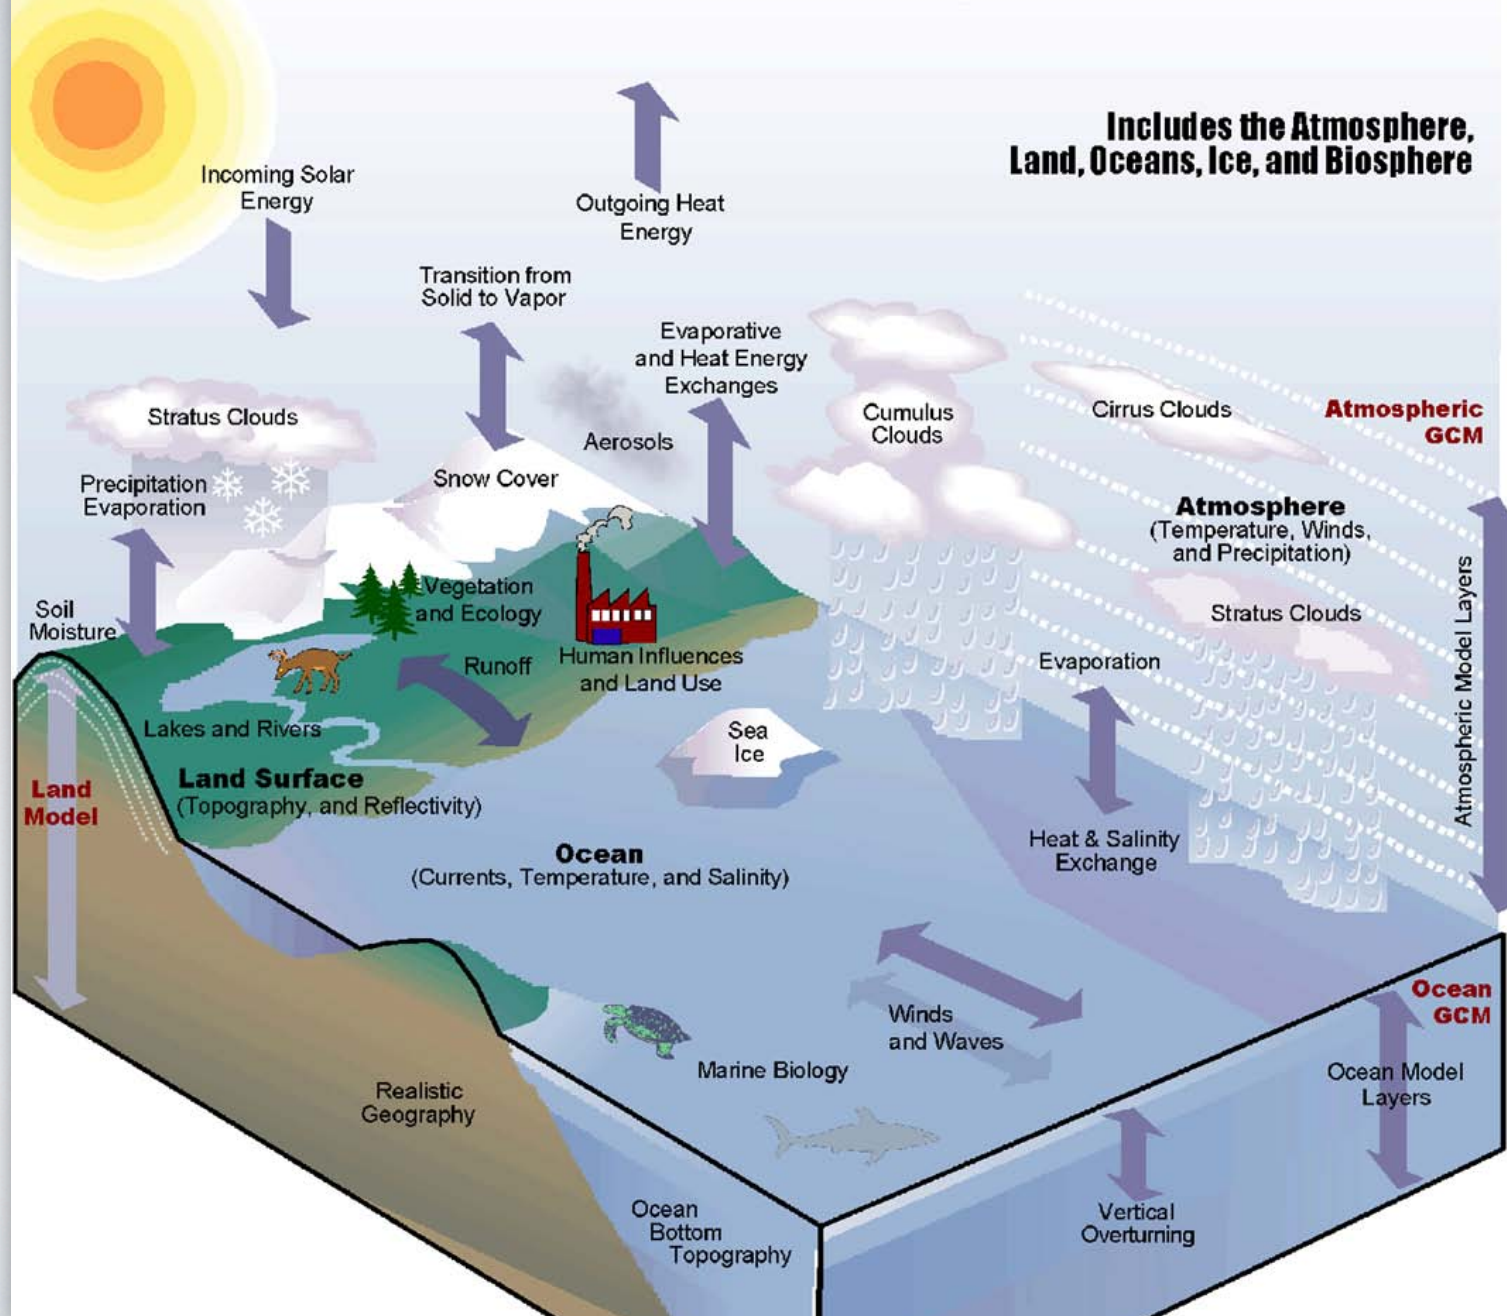 Includes the Atmosphere,
Land, Oceans, Ice, and Biosphere
Incoming Solar
Energy
Outgoing Heat
Energy
Transition from
Solid to Vapor
Evaporative
and Heat Energy
Exchanges
Stratus Clouds
Aerosols
Cumulus
Clouds
Cirrus Clouds
Atmospheric
GCM
Precipitation
Evaporation
Snow Cover
Atmosphere
(Temperature, Winds,
and Precipitation)
Atmospheric Model Layers
Vegetation
and Ecology
Soil
Moisture
Stratus Clouds
Runoff
Human Influences
and Land Use
Evaporation
Lakes and Rivers
Sea
Ice
Land
Model
Land Surface
(Topography, and Reflectivity)
Heat & Salinity
Exchange
Ocean
(Currents, Temperature, and Salinity)
Ocean
GCM
Winds
and Waves
Marine Biology
Ocean Model
Layers
Realistic
Geography
Ocean
Bottom
Topography
Vertical
Overturning